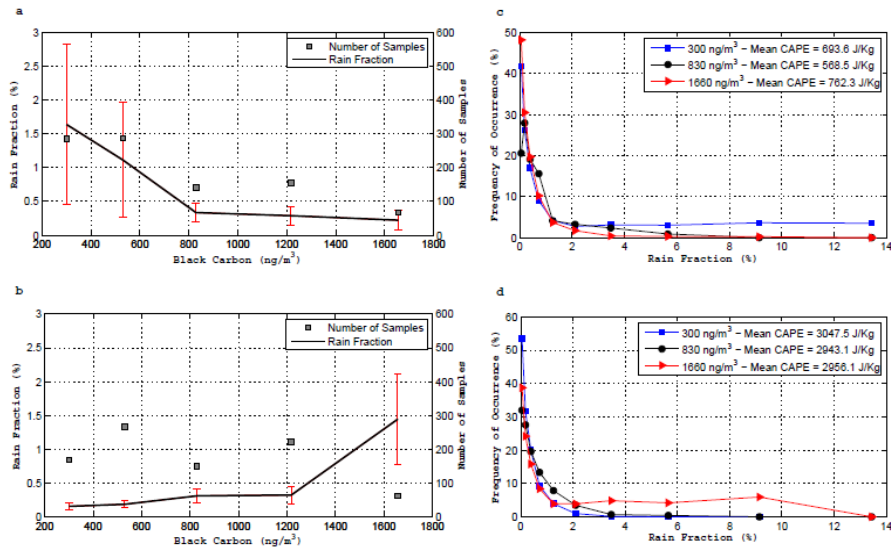 a
Rain Fraction (%)
3
2.5
2
1.5
1
0.5
0
Number of Samples
Rain Fraction
600
500
400
300
200
100
0
Number of Samples
200 400 600 800 1000 1200 1400 1600 1800
Black Carbon (ng/m³)
b
Rain Fraction (%)
3
2.5
2
1.5
1
0.5
0
Number of Samples
Rain Fraction
600
500
400
300
200
100
0
Number of Samples
200 400 600 800 1000 1200 1400 1600 1800
Black Carbon (ng/m³)
c
Frequency of Occurrence (%)
50
40
30
20
10
0
300 ng/m³ – Mean CAPE = 693.6 J/Kg
830 ng/m³ – Mean CAPE = 568.5 J/Kg
1660 ng/m³ – Mean CAPE = 762.3 J/Kg
0 2 4 6 8 10 12 14
Rain Fraction (%)
d
Frequency of Occurrence (%)
60
50
40
30
20
10
0
300 ng/m³ – Mean CAPE = 3047.5 J/Kg
830 ng/m³ – Mean CAPE = 2943.1 J/Kg
1660 ng/m³ – Mean CAPE = 2956.1 J/Kg
0 2 4 6 8 10 12 14
Rain Fraction (%)